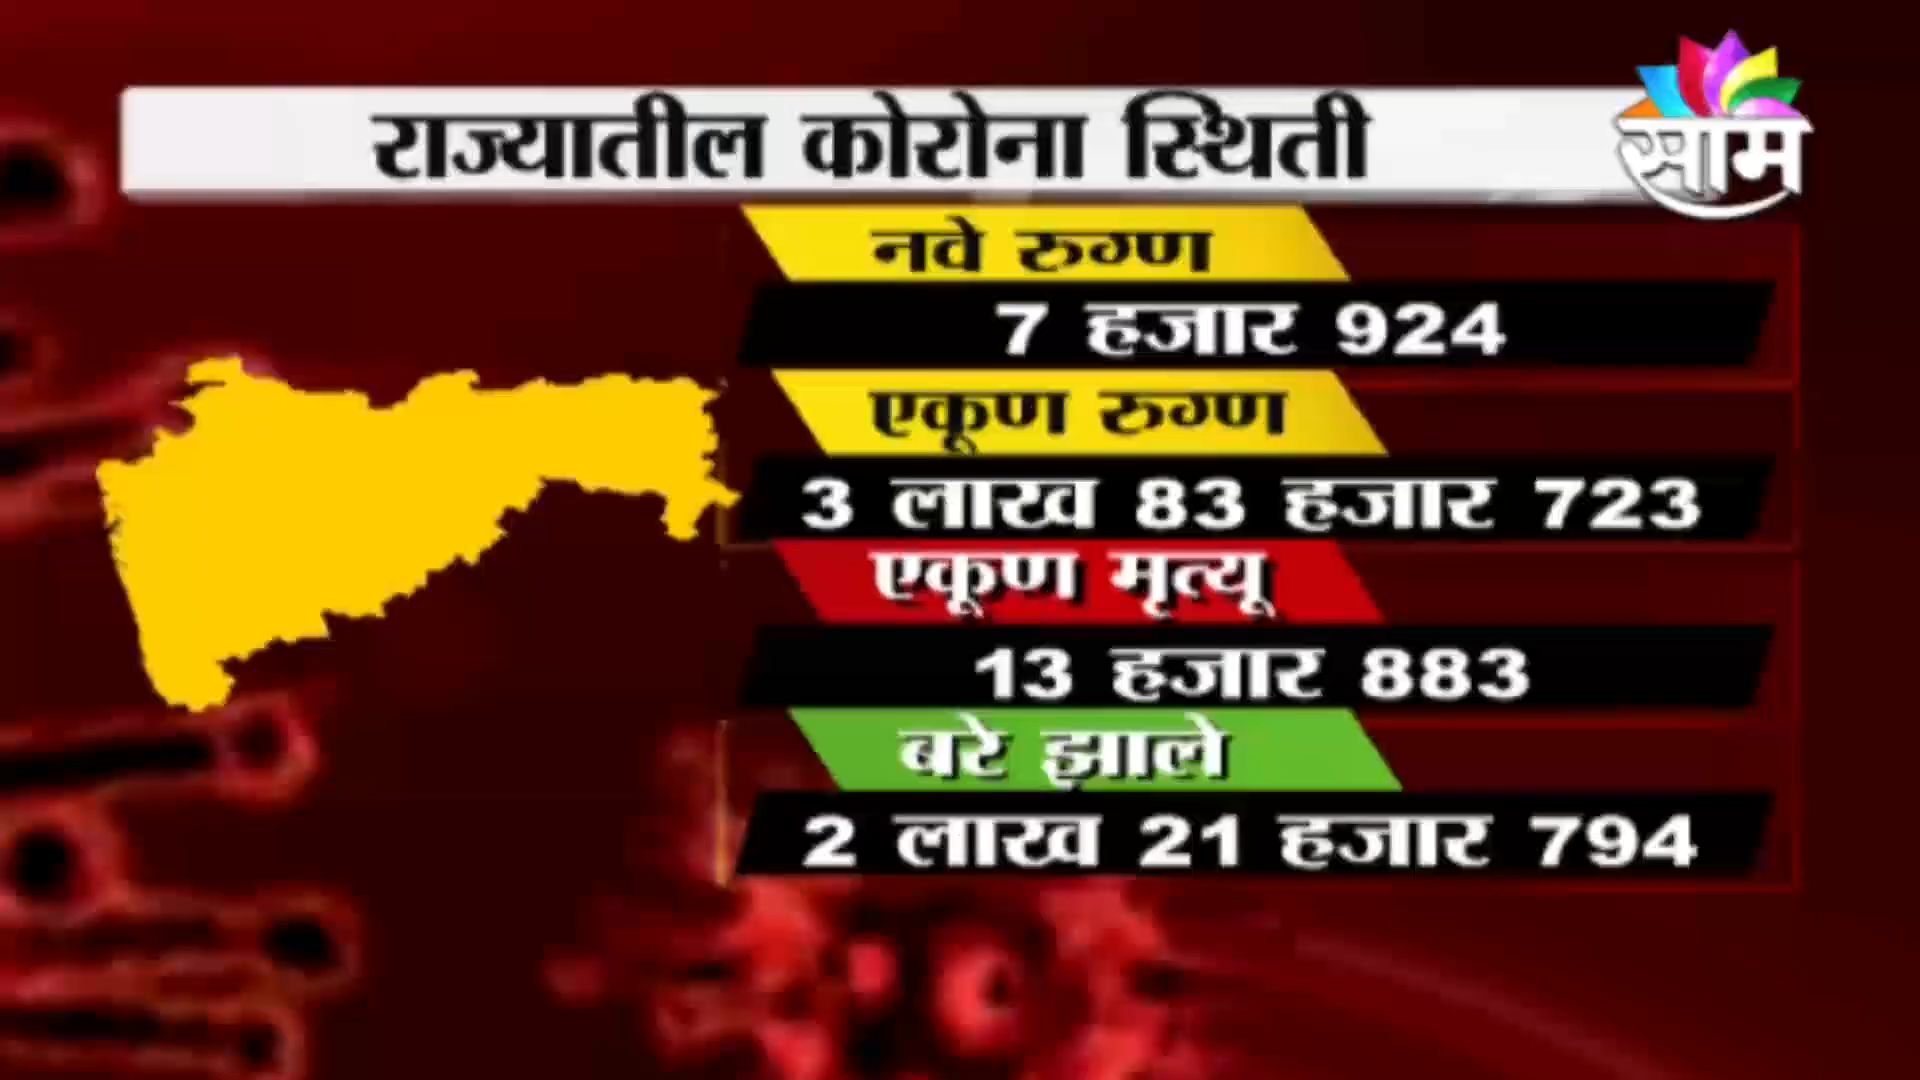 राज्यातील कोरोना स्थिती
साम
नवे रुग्ण
7 हजार 924
एकूण रुग्ण
3 लाख 83 हजार 723
एकूण मृत्यू
13 हजार 883
बरे झाले
2 लाख 21 हजार 794